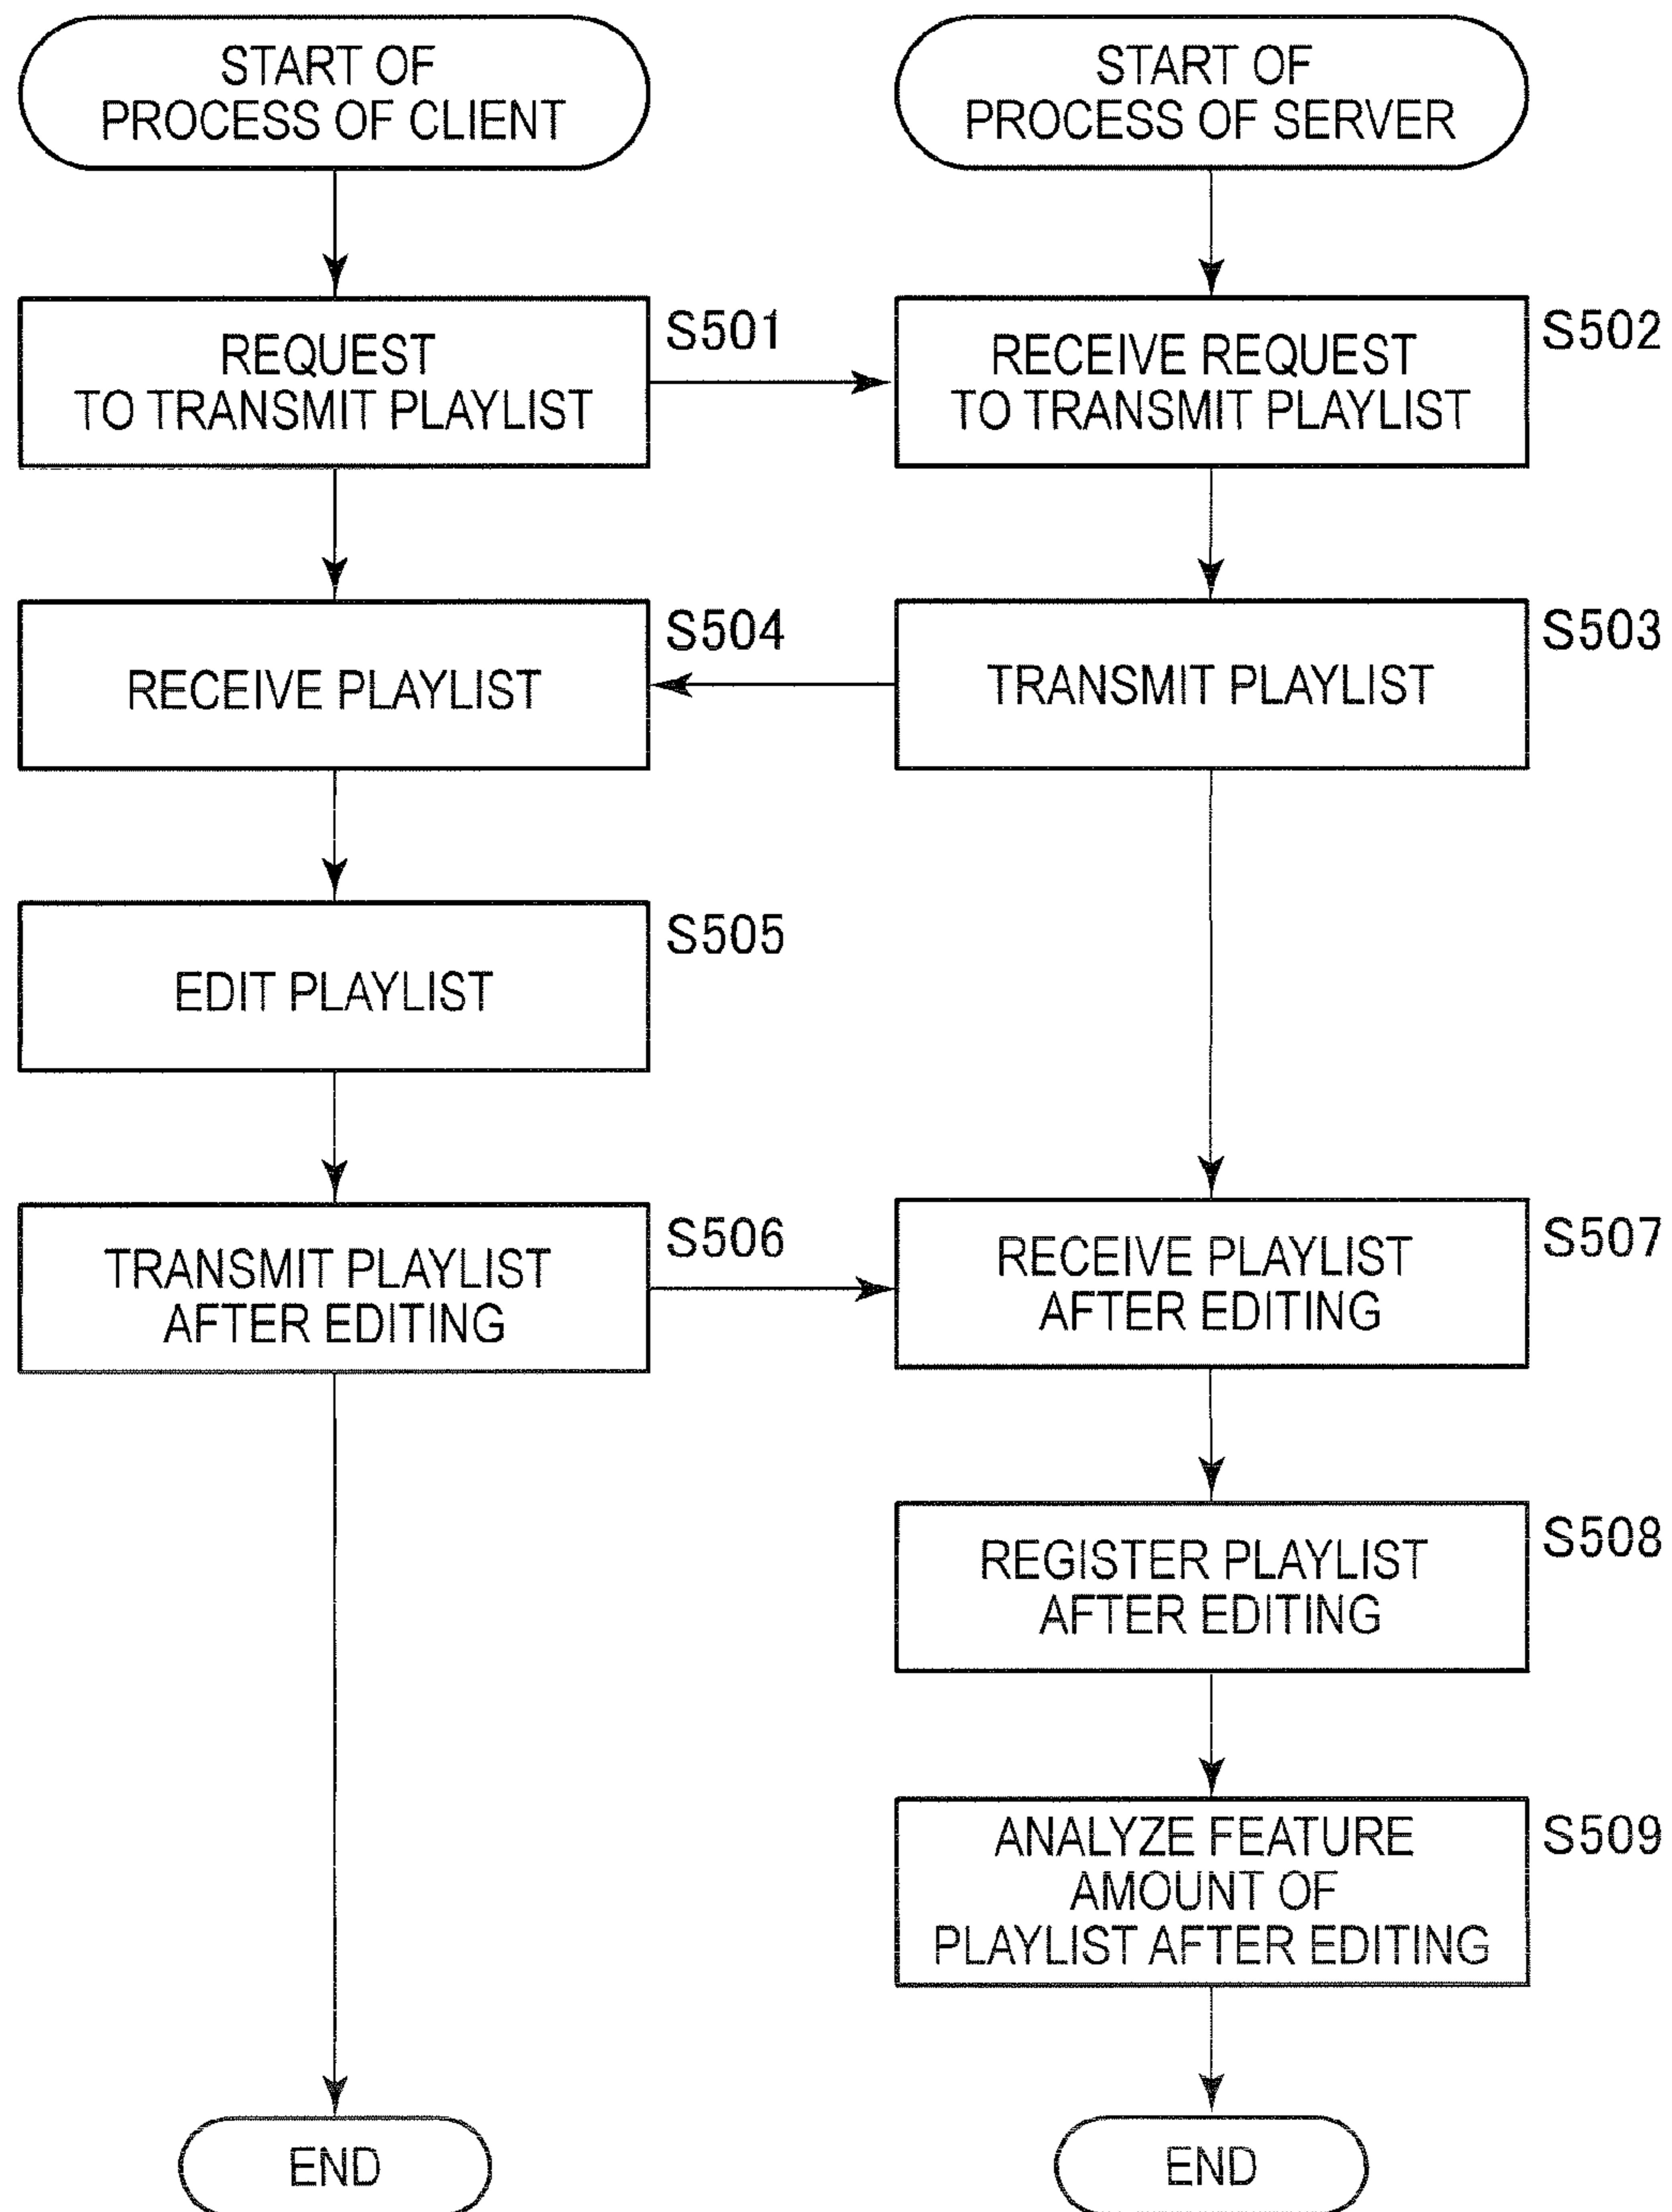 START OF
PROCESS OF CLIENT
START OF
PROCESS OF SERVER
REQUEST
TO TRANSMIT PLAYLIST
S501
RECEIVE REQUEST
TO TRANSMIT PLAYLIST
S502
RECEIVE PLAYLIST
S504
TRANSMIT PLAYLIST
S503
EDIT PLAYLIST
S505
TRANSMIT PLAYLIST
AFTER EDITING
S506
RECEIVE PLAYLIST
AFTER EDITING
S507
REGISTER PLAYLIST
AFTER EDITING
S508
ANALYZE FEATURE
AMOUNT OF
PLAYLIST AFTER EDITING
S509
END
END